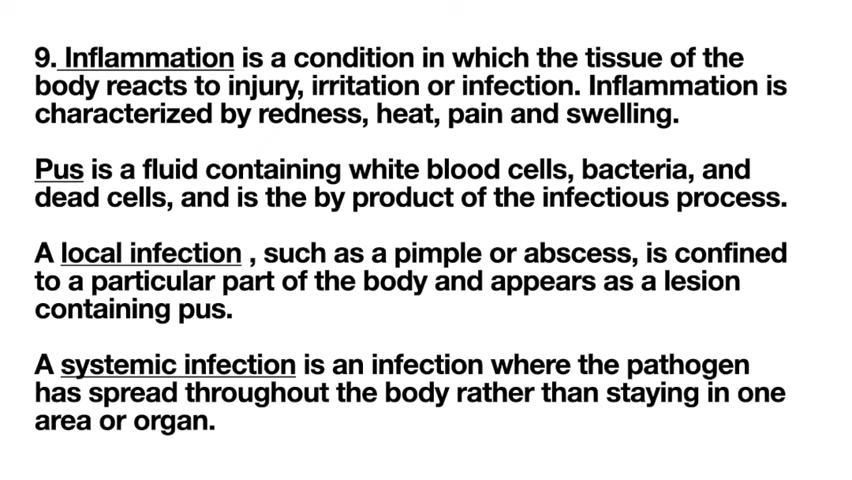 9. Inflammation is a condition in which the tissue of the
body reacts to injury, irritation or infection. Inflammation is
characterized by redness, heat, pain and swelling.
Pus is a fluid containing white blood cells, bacteria, and
dead cells, and is the by product of the infectious process.
A local infection , such as a pimple or abscess, is confined
to a particular part of the body and appears as a lesion
containing pus.
A systemic infection is an infection where the pathogen
has spread throughout the body rather than staying in one
area or organ.